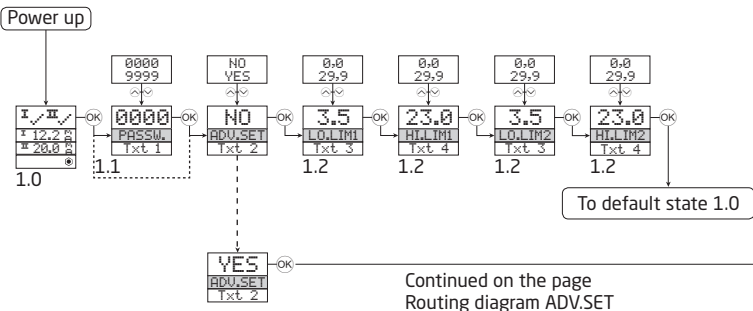 Power up
0000
9999
NO
YES
0,0
29,9
0,0
29,9
0,0
29,9
0,0
29,9
I / II /
I 12.2
II 20.0
1.0
OK
0000
PASSW.
Txt 1
1.1
OK
NO
ADV.SET
Txt 2
OK
3.5
LO.LIM1
Txt 3
1.2
OK
23.0
HI.LIM1
Txt 4
1.2
OK
3.5
LO.LIM2
Txt 3
1.2
OK
23.0
HI.LIM2
Txt 4
1.2
OK
To default state 1.0
YES
ADV.SET
Txt 2
OK
Continued on the page
Routing diagram ADV.SET